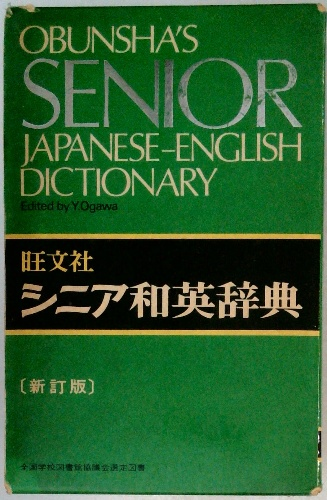 OBUNSHA'S
SENIOR
JAPANESE-ENGLISH
DICTIONARY
Edited by Y.Ogawa
旺文社
シニア和英辞典
〔新訂版〕
全国学校図書館協議会選定図書